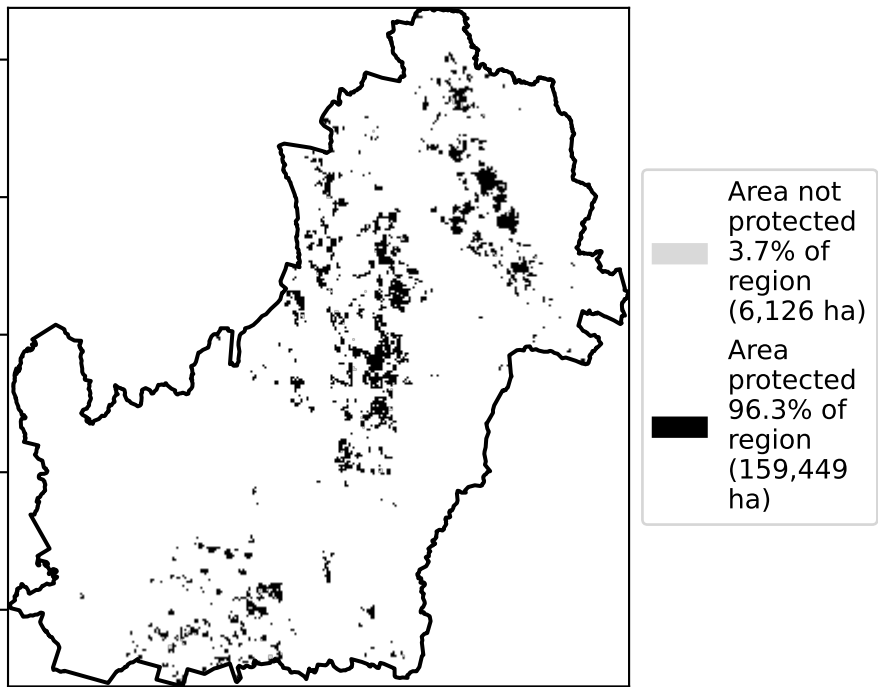 Area not
protected
3.7% of
region
(6,126 ha)
Area
protected
96.3% of
region
(159,449
ha)